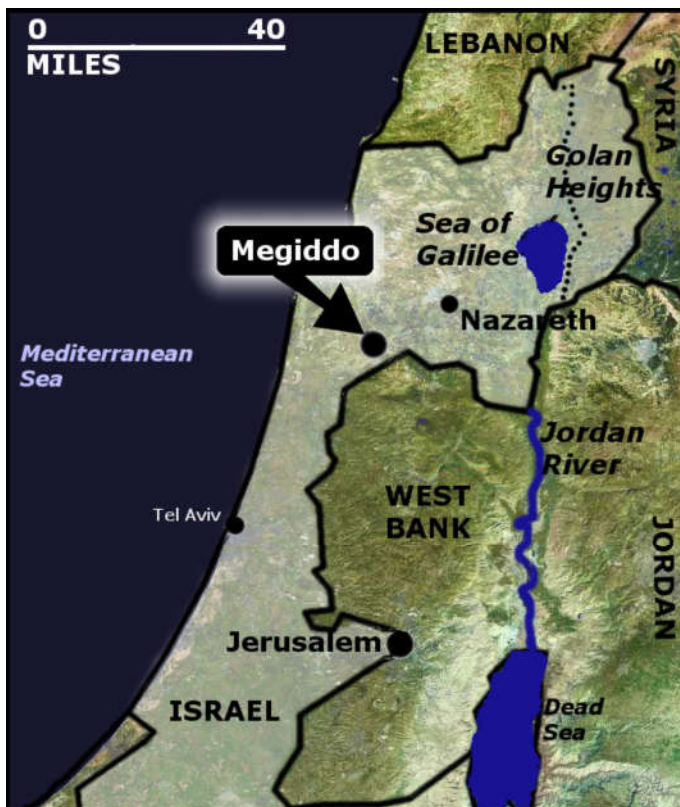 0 40
MILES
LEBANON
SYRIA
Golan
Heights
Sea of
Galilee
Megiddo
Nazareth
Mediterranean
Sea
Jordan
River
WEST
BANK
Tel Aviv
JORDAN
Jerusalem
ISRAEL
Dead
Sea